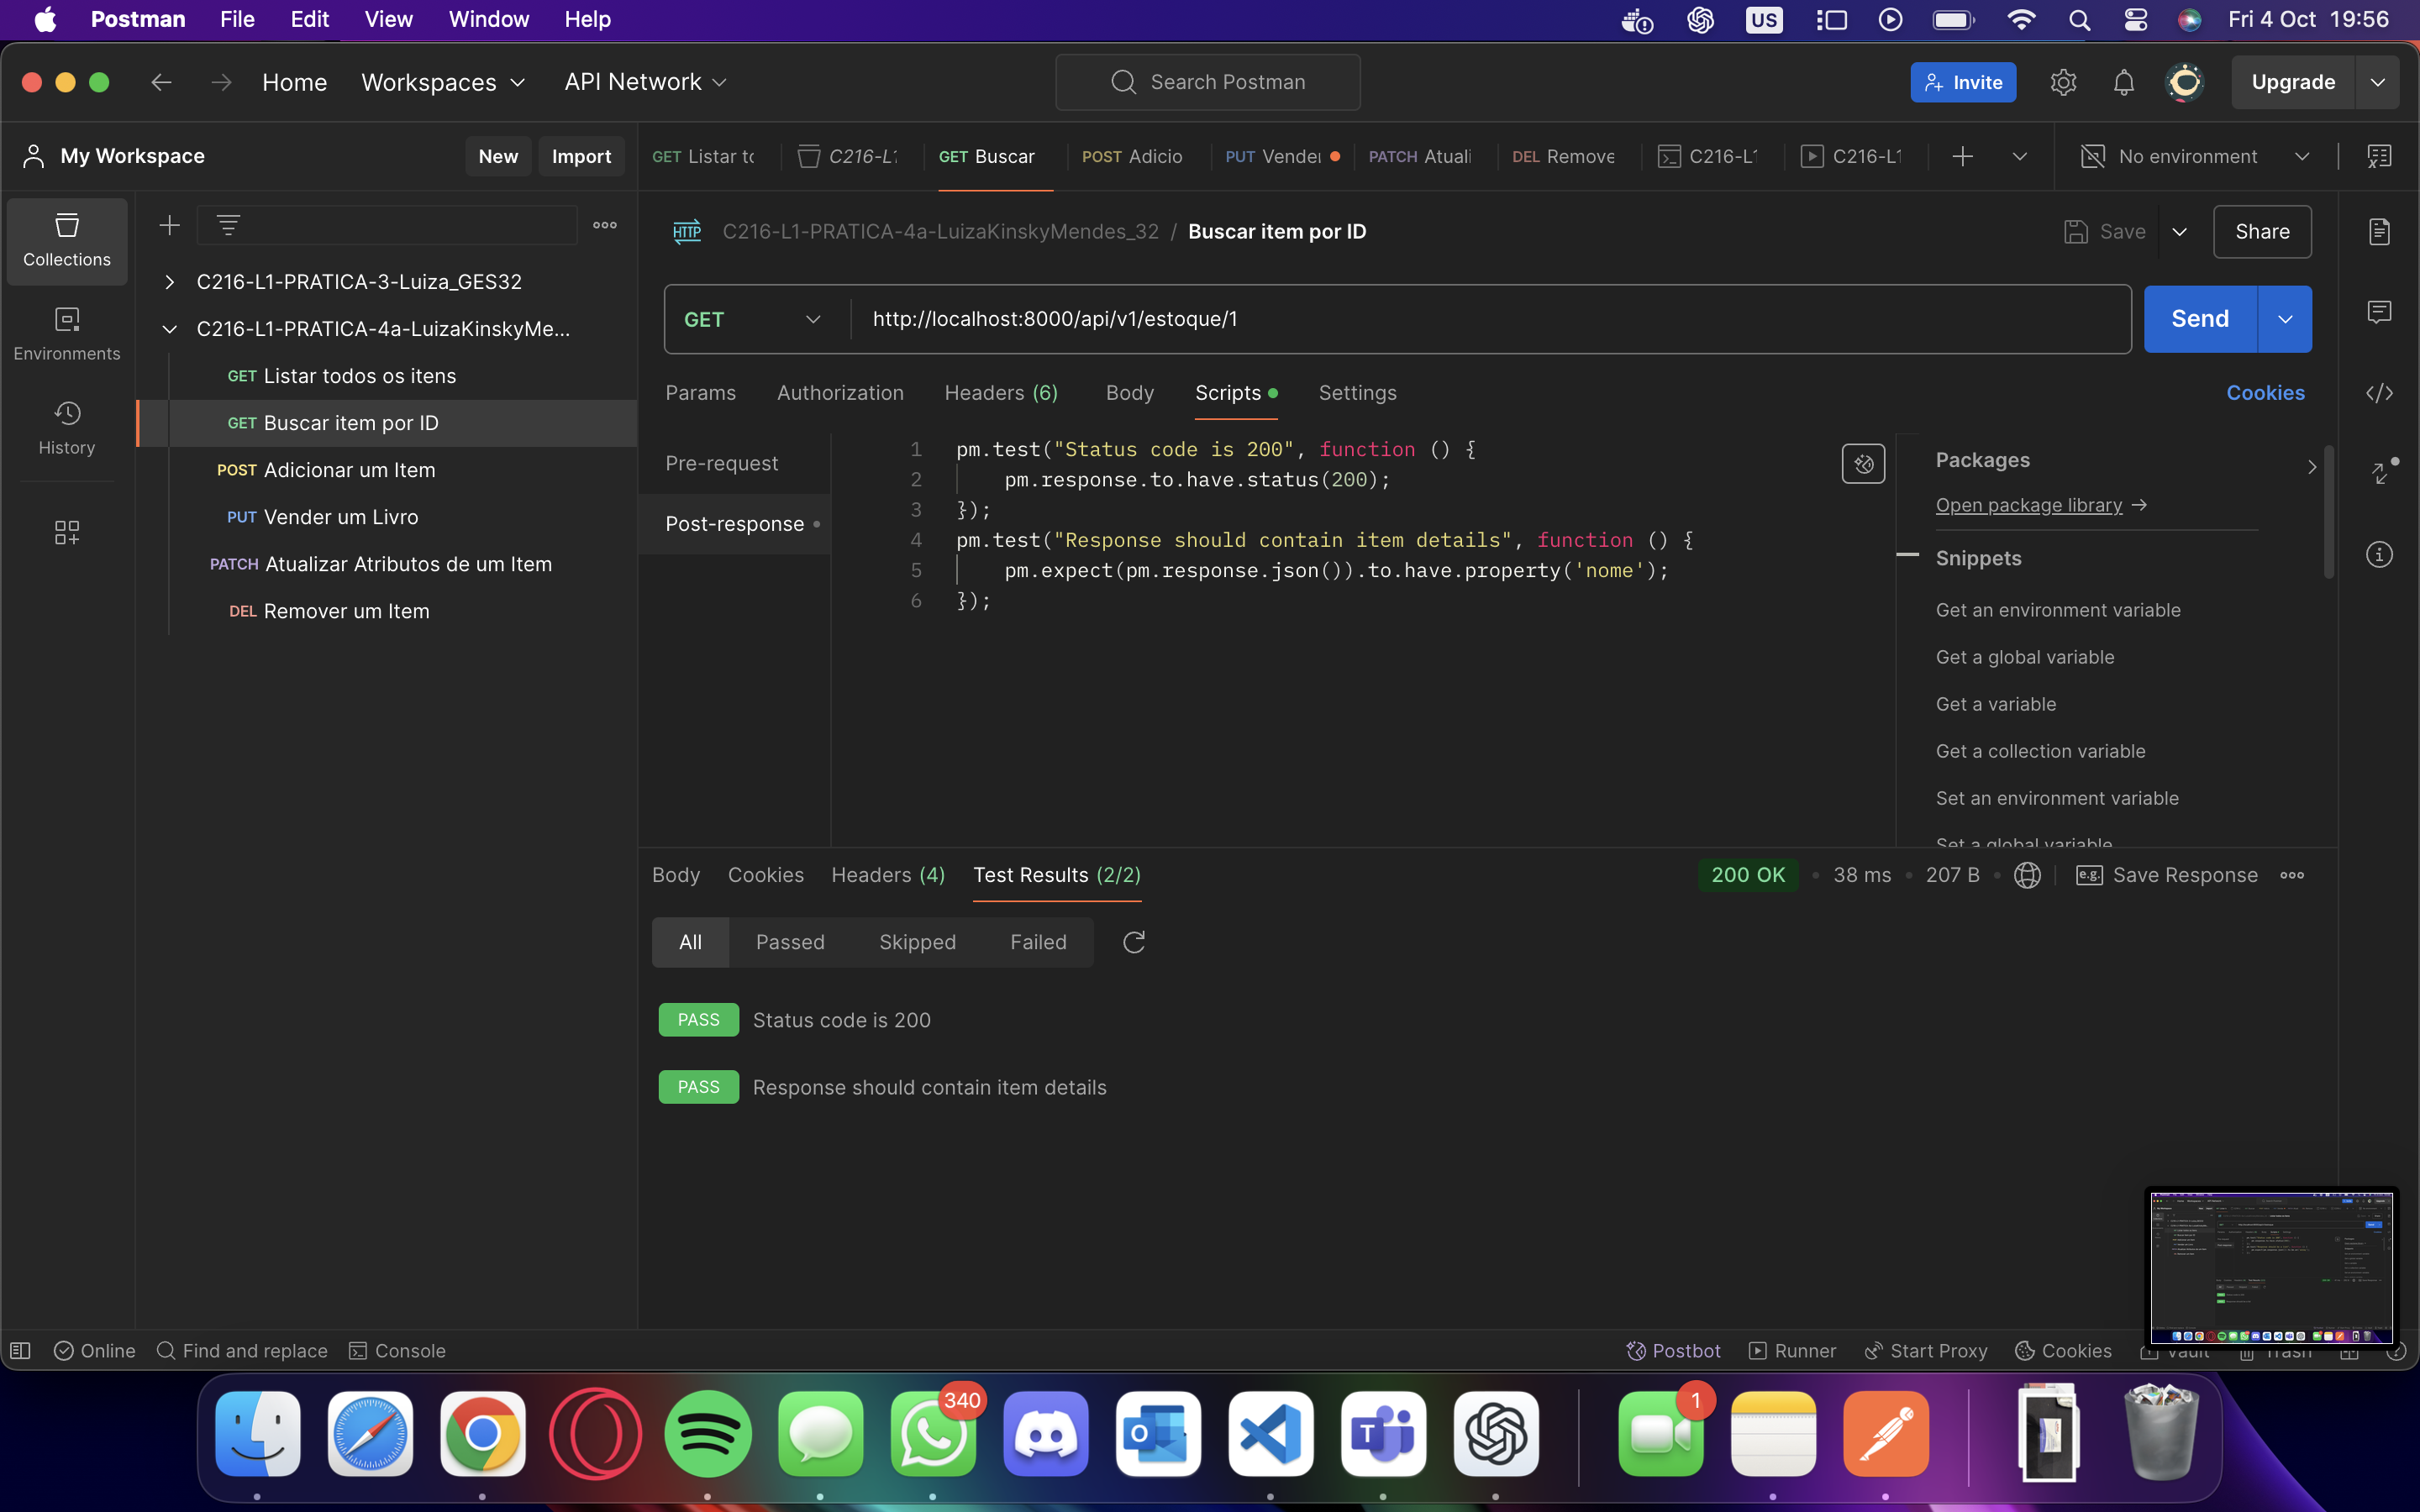 Postman File Edit View Window Help
US
Fri 4 Oct 19:56
Home Workspaces API Network
Search Postman
Invite
Upgrade
My Workspace
New Import
GET Listar to
C216-L1
GET Buscar
POST Adicio
PUT Vender
PATCH Atuali
DEL Remove
C216-L1
C216-L1
No environment
Collections
Environments
History
C216-L1-PRATICA-3-Luiza_GES32
C216-L1-PRATICA-4a-LuizaKinskyMe...
GET Listar todos os itens
GET Buscar item por ID
POST Adicionar um Item
PUT Vender um Livro
PATCH Atualizar Atributos de um Item
DEL Remover um Item
HTTP C216-L1-PRATICA-4a-LuizaKinskyMendes_32 / Buscar item por ID
Save
Share
GET http://localhost:8000/api/v1/estoque/1
Send
Params Authorization Headers (6) Body Scripts Settings
Cookies
Pre-request
Post-response
1 pm.test("Status code is 200", function () {
2 pm.response.to.have.status(200);
3 });
4 pm.test("Response should contain item details", function () {
5 pm.expect(pm.response.json()).to.have.property('nome');
6 });
Packages
Open package library →
Snippets
Get an environment variable
Get a global variable
Get a variable
Get a collection variable
Set an environment variable
Set a global variable
Body Cookies Headers (4) Test Results (2/2)
200 OK • 38 ms • 207 B •
e.g. Save Response
All Passed Skipped Failed
PASS Status code is 200
PASS Response should contain item details
Online Find and replace Console
Postbot Runner Start Proxy Cookies Vault Trash
340
1